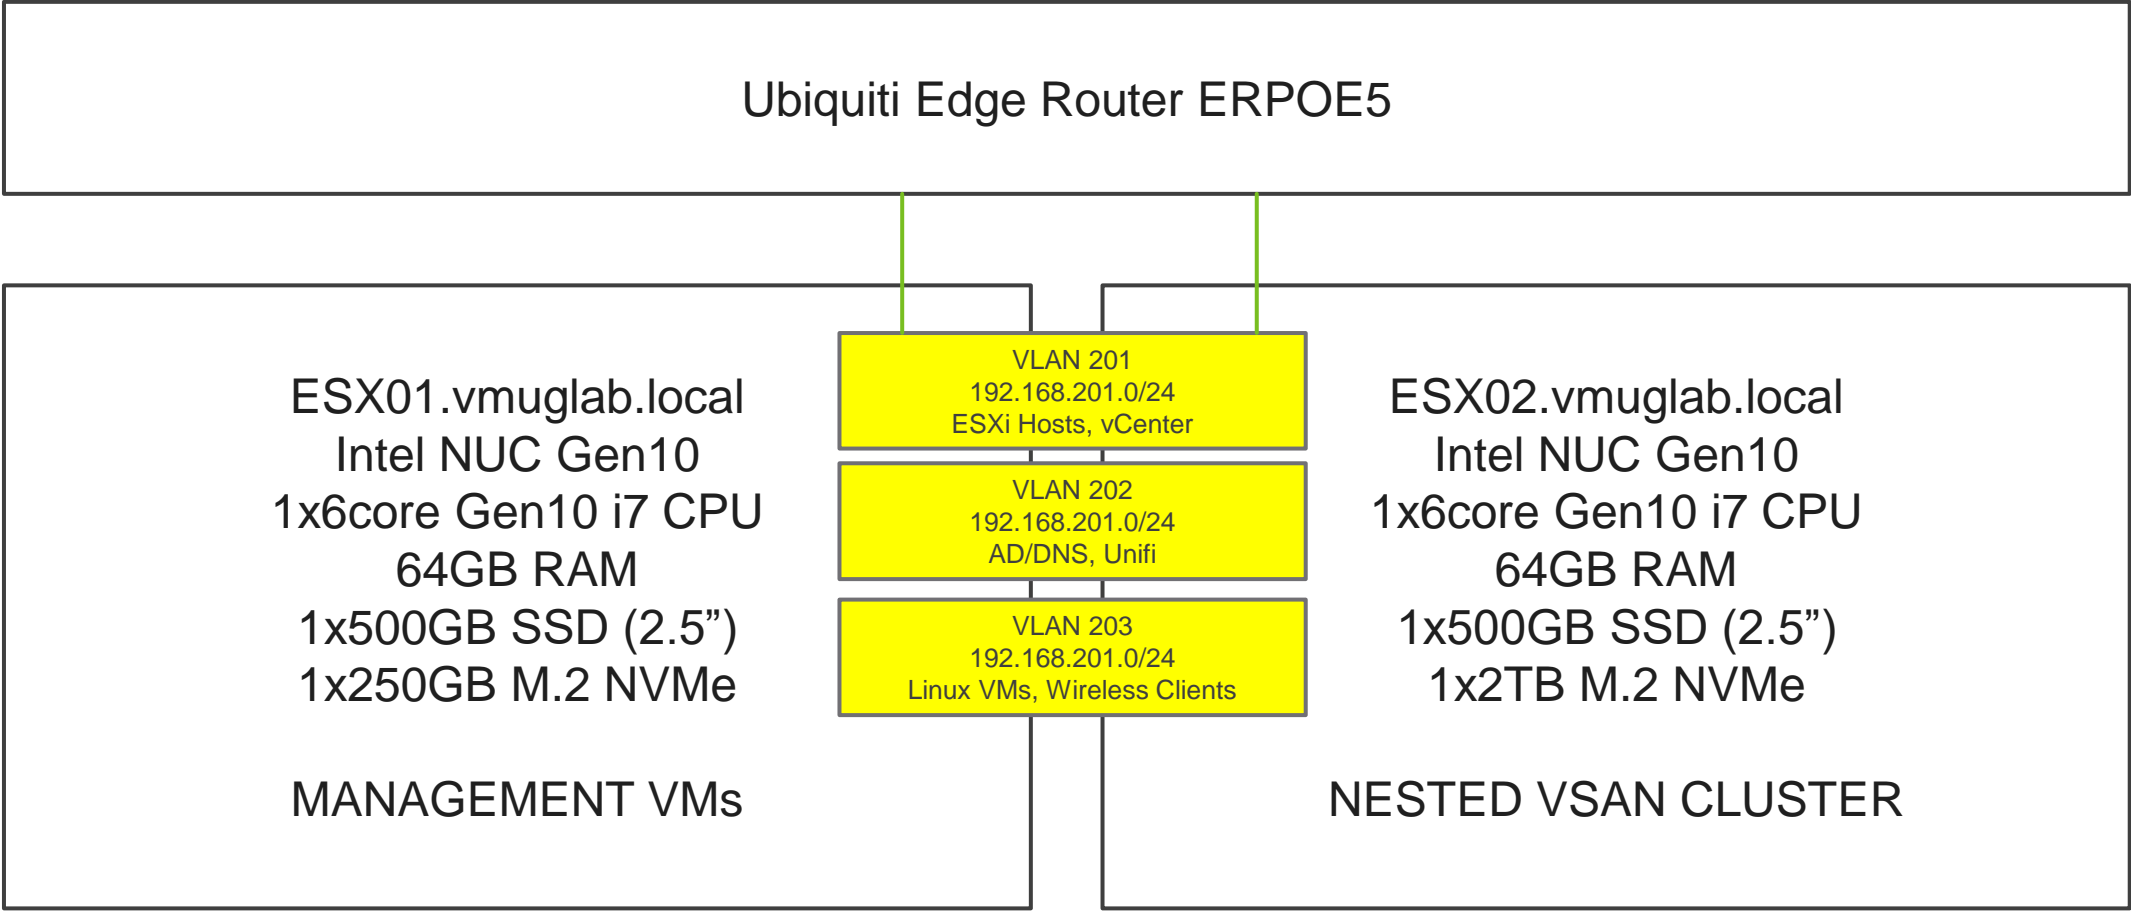 Ubiquiti Edge Router ERPOE5
ESX01.vmuglab.local
Intel NUC Gen10
1x6core Gen10 i7 CPU
64GB RAM
1x500GB SSD (2.5”)
1x250GB M.2 NVMe
MANAGEMENT VMs
VLAN 201
192.168.201.0/24
ESXi Hosts, vCenter
VLAN 202
192.168.201.0/24
AD/DNS, Unifi
VLAN 203
192.168.201.0/24
Linux VMs, Wireless Clients
ESX02.vmuglab.local
Intel NUC Gen10
1x6core Gen10 i7 CPU
64GB RAM
1x500GB SSD (2.5”)
1x2TB M.2 NVMe
NESTED VSAN CLUSTER